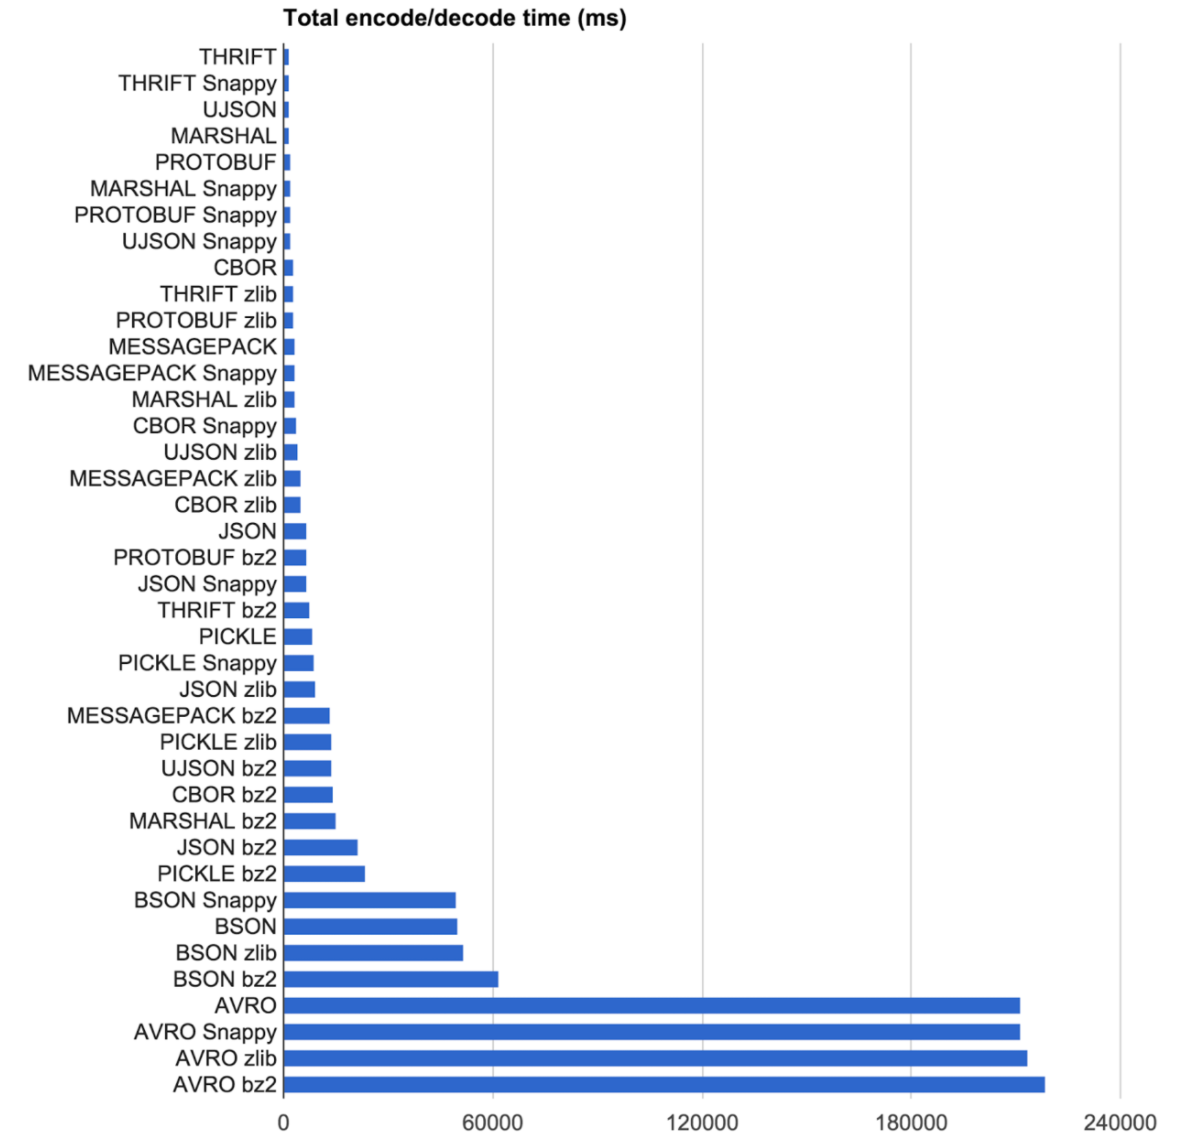 Total encode/decode time (ms)
THRIFT
THRIFT Snappy
UJSON
MARSHAL
PROTOBUF
MARSHAL Snappy
PROTOBUF Snappy
UJSON Snappy
CBOR
THRIFT zlib
PROTOBUF zlib
MESSAGEPACK
MESSAGEPACK Snappy
MARSHAL zlib
CBOR Snappy
UJSON zlib
MESSAGEPACK zlib
CBOR zlib
JSON
PROTOBUF bz2
JSON Snappy
THRIFT bz2
PICKLE
PICKLE Snappy
JSON zlib
MESSAGEPACK bz2
PICKLE zlib
UJSON bz2
CBOR bz2
MARSHAL bz2
JSON bz2
PICKLE bz2
BSON Snappy
BSON
BSON zlib
BSON bz2
AVRO
AVRO Snappy
AVRO zlib
AVRO bz2
0 60000 120000 180000 240000